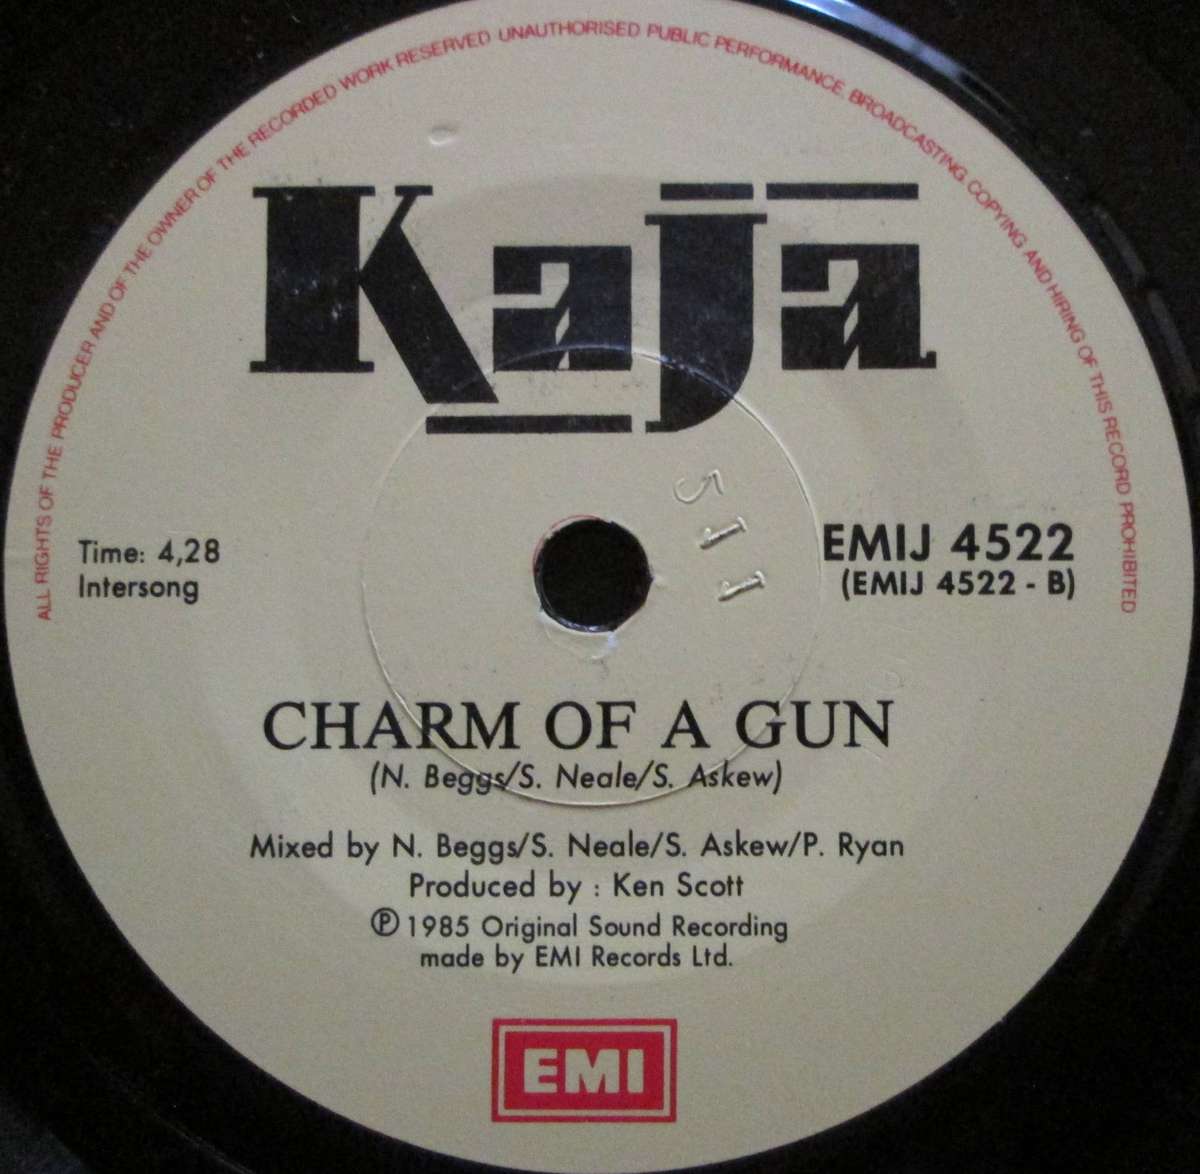 ALL RIGHTS OF THE PRODUCER AND OF THE OWNER OF THE RECORDED WORK RESERVED UNAUTHORISED PUBLIC PERFORMANCE, BROADCASTING, COPYING AND HIRING OF THIS RECORD PROHIBITED
Kaja
511
Time: 4,28
Intersong
EMIJ 4522
(EMIJ 4522 - B)
CHARM OF A GUN
(N. Beggs/S. Neale/S. Askew)
Mixed by N. Beggs/S. Neale/S. Askew/P. Ryan
Produced by : Ken Scott
℗ 1985 Original Sound Recording
made by EMI Records Ltd.
EMI